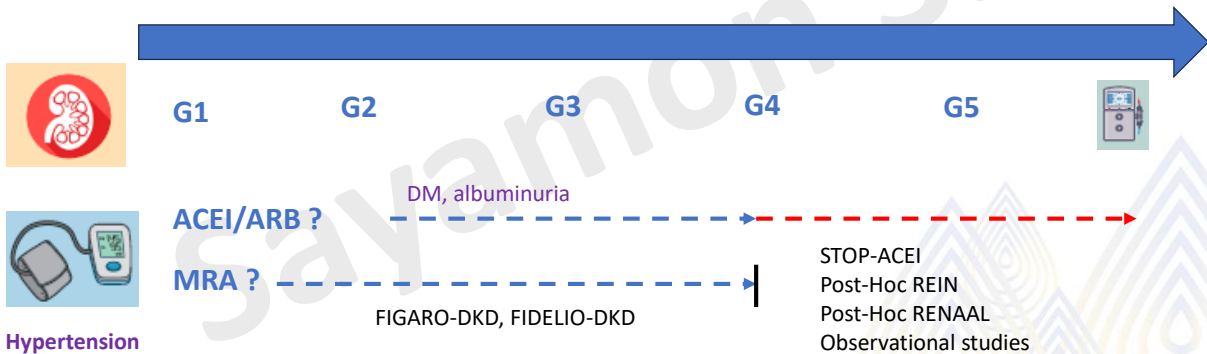 G1 G2 G3 G4 G5
DM, albuminuria
ACEI/ARB ?
MRA ?
FIGARO-DKD, FIDELIO-DKD
STOP-ACEI
Post-Hoc REIN
Post-Hoc RENAAL
Observational studies
Hypertension